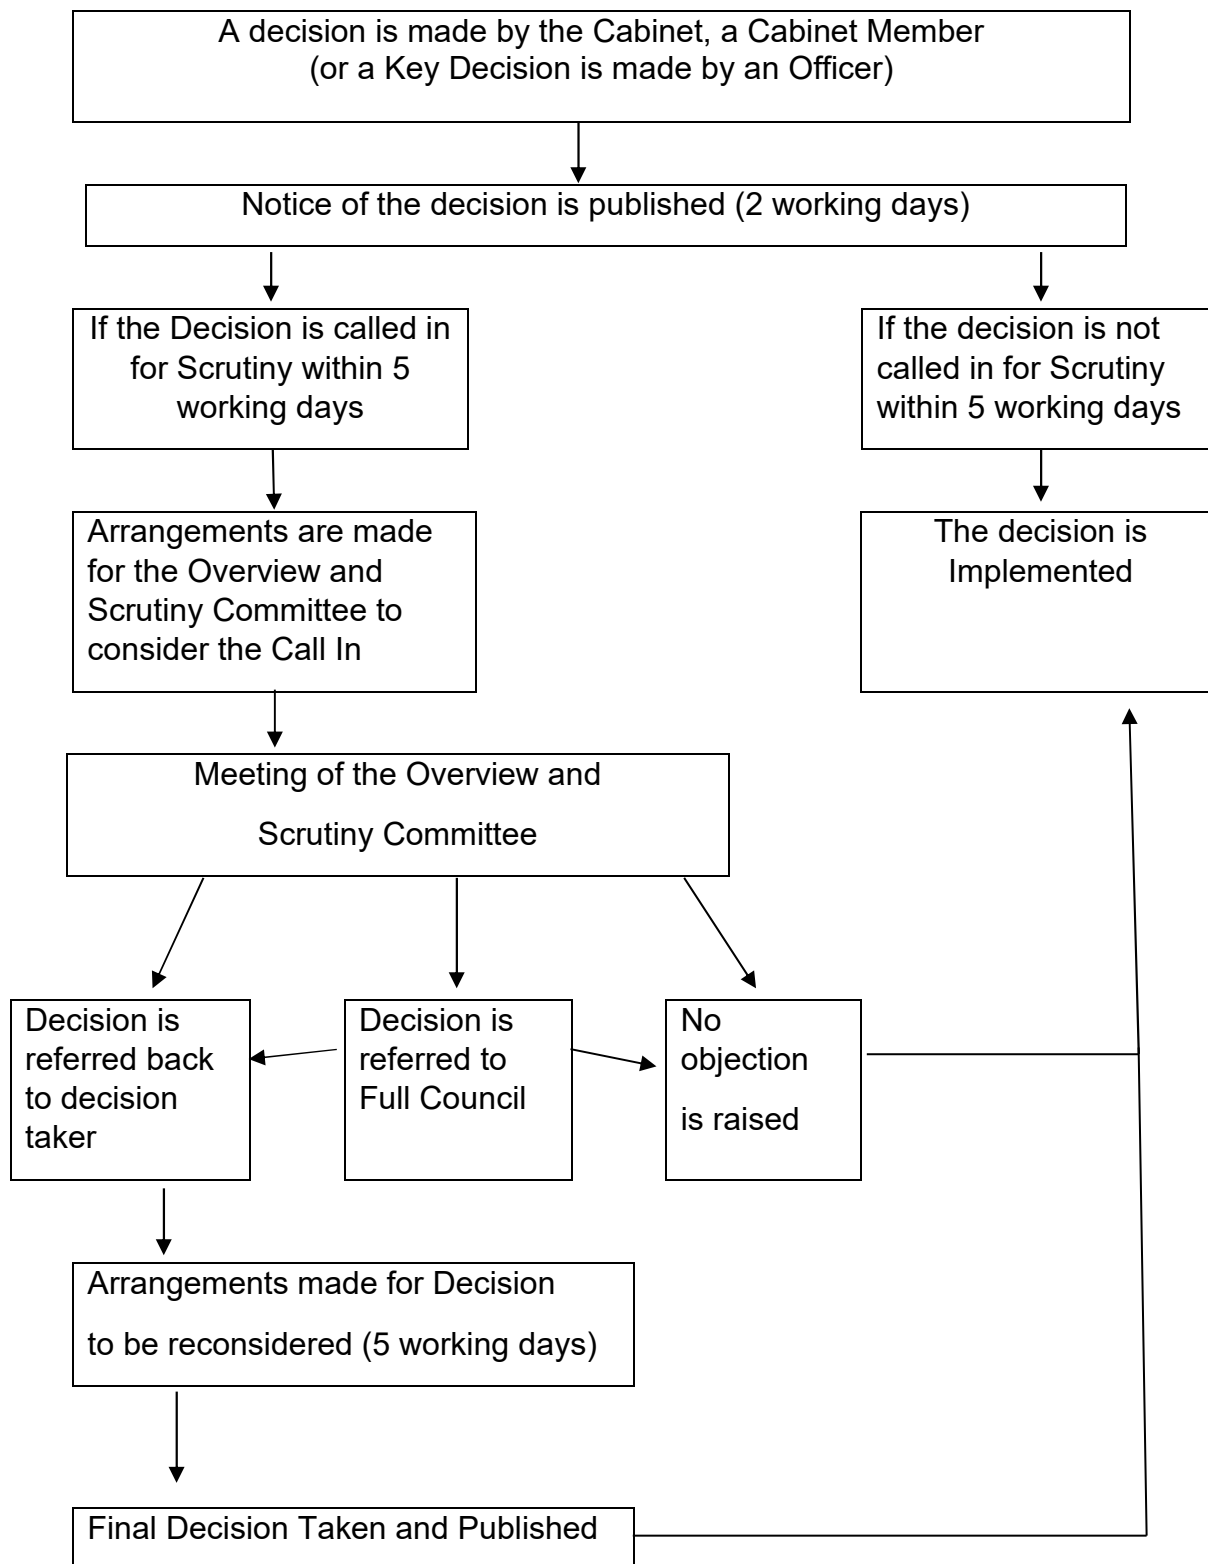 A decision is made by the Cabinet, a Cabinet Member
(or a Key Decision is made by an Officer)
Notice of the decision is published (2 working days)
If the Decision is called in
for Scrutiny within 5
working days
If the decision is not
called in for Scrutiny
within 5 working days
Arrangements are made
for the Overview and
Scrutiny Committee to
consider the Call In
The decision is
Implemented
Meeting of the Overview and
Scrutiny Committee
Decision is
referred back
to decision
taker
Decision is
referred to
Full Council
No
objection
is raised
Arrangements made for Decision
to be reconsidered (5 working days)
Final Decision Taken and Published